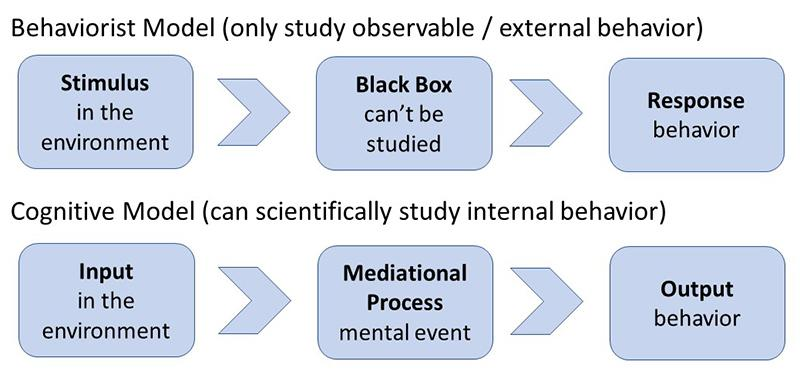 Behaviorist Model (only study observable / external behavior)
Stimulus
in the
environment
Black Box
can’t be
studied
Response
behavior
Cognitive Model (can scientifically study internal behavior)
Input
in the
environment
Mediational
Process
mental event
Output
behavior